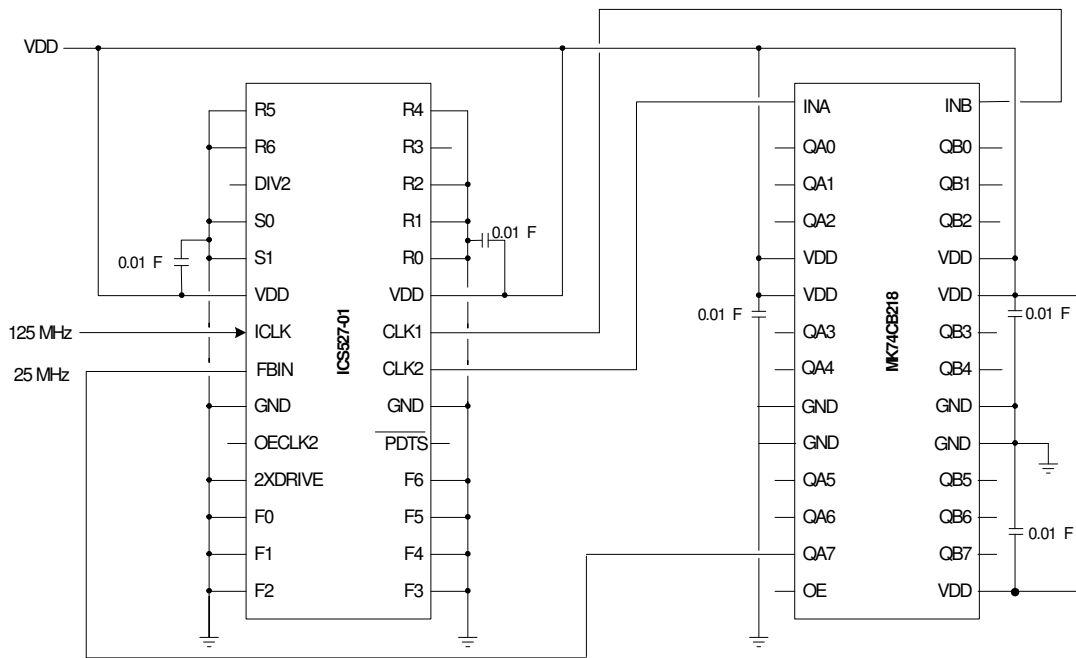 VDD
R5
R6
DIV2
S0
S1
VDD
ICLK
FBIN
GND
OECLK2
2XDRIVE
F0
F1
F2
0.01 F
125 MHz
25 MHz
ICS527-01
R4
R3
R2
R1
R0
VDD
CLK1
CLK2
GND
PDTS
F6
F5
F4
F3
0.01 F
INA
QA0
QA1
QA2
VDD
VDD
QA3
QA4
GND
GND
QA5
QA6
QA7
OE
0.01 F
MK74CB218
INB
QB0
QB1
QB2
VDD
VDD
QB3
QB4
GND
GND
QB5
QB6
QB7
VDD
0.01 F
0.01 F